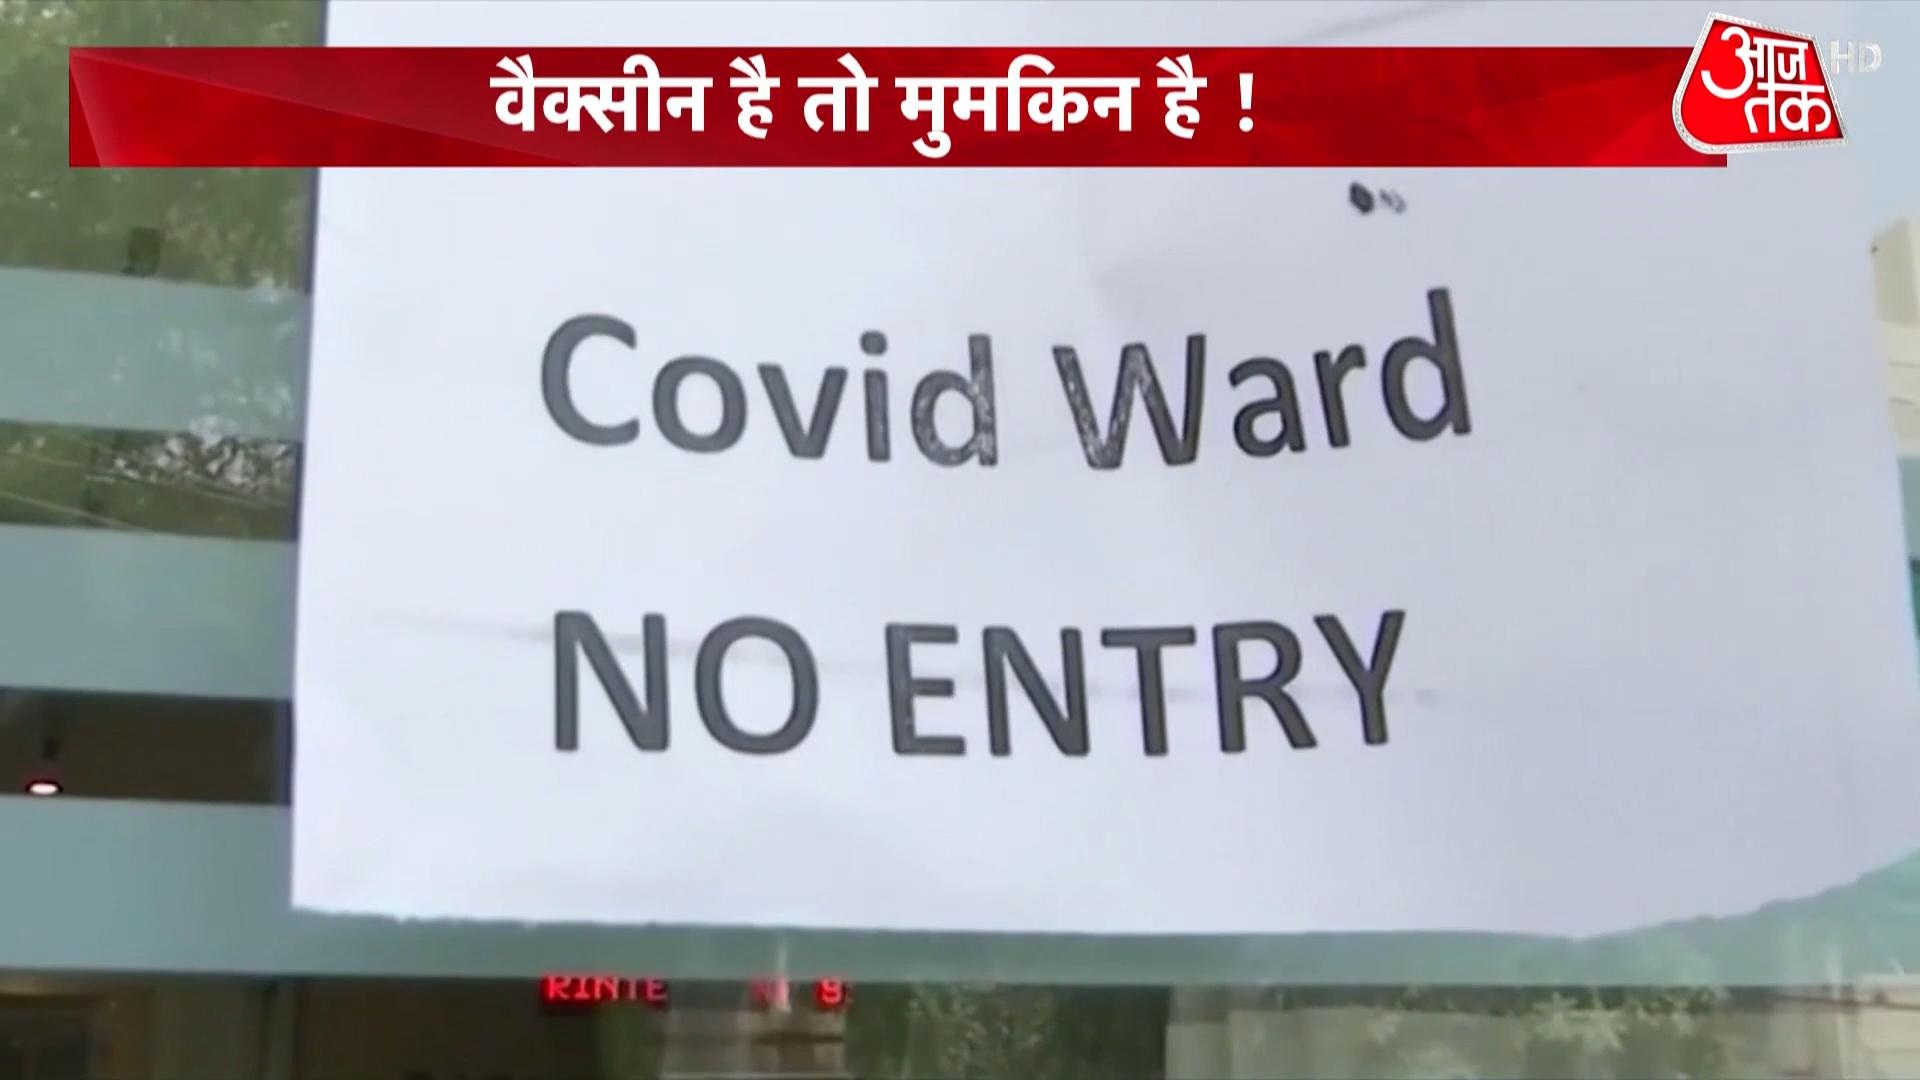 वैक्सीन है तो मुमकिन है !
आज
तक
HD
Covid Ward
NO ENTRY